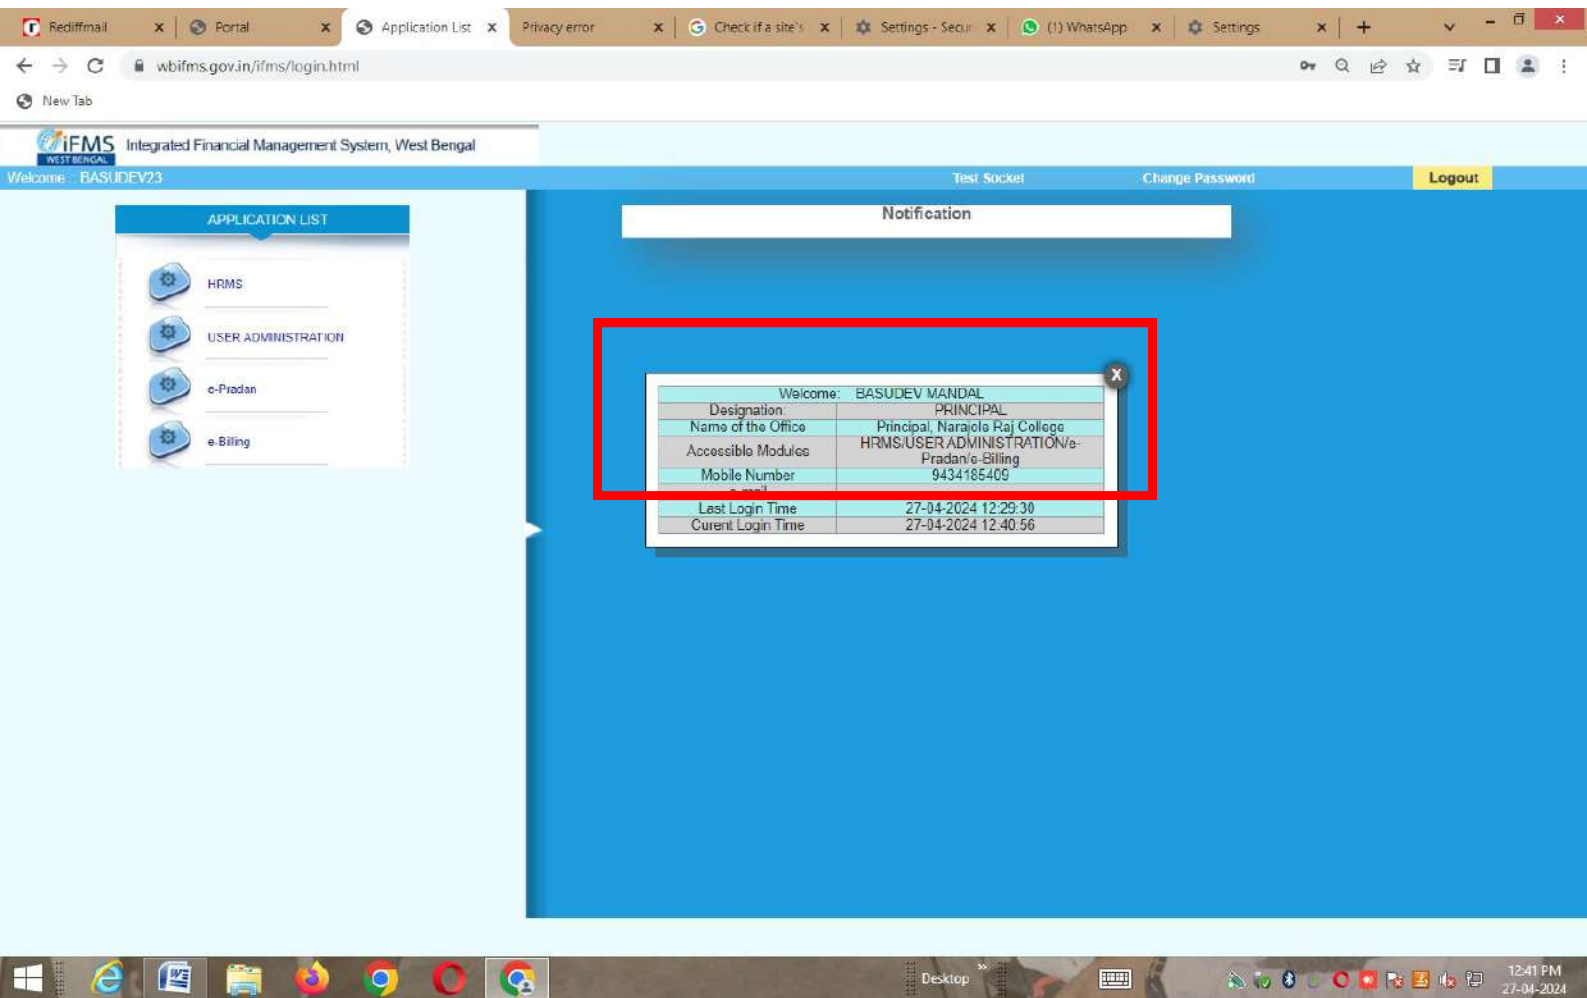 Rediffmail
Portal
Application List
Privacy error
Check if a site's
Settings - Secur
(1) WhatsApp
Settings
wbifms.gov.in/ifms/login.html
New Tab
iFMS Integrated Financial Management System, West Bengal
WEST BENGAL
Welcome : BASUDEV23 Test Socket Change Password Logout
APPLICATION LIST
HRMS
USER ADMINISTRATION
e-Pradan
e-Billing
Notification
X
Welcome: BASUDEV MANDAL
Designation: PRINCIPAL
Name of the Office Principal, Narajole Raj College
Accessible Modules HRMS/USER ADMINISTRATION/e-
Pradan/e-Billing
Mobile Number 9434185409
Last Login Time 27-04-2024 12:29:30
Curent Login Time 27-04-2024 12:40:56
Desktop
12:41 PM
27-04-2024